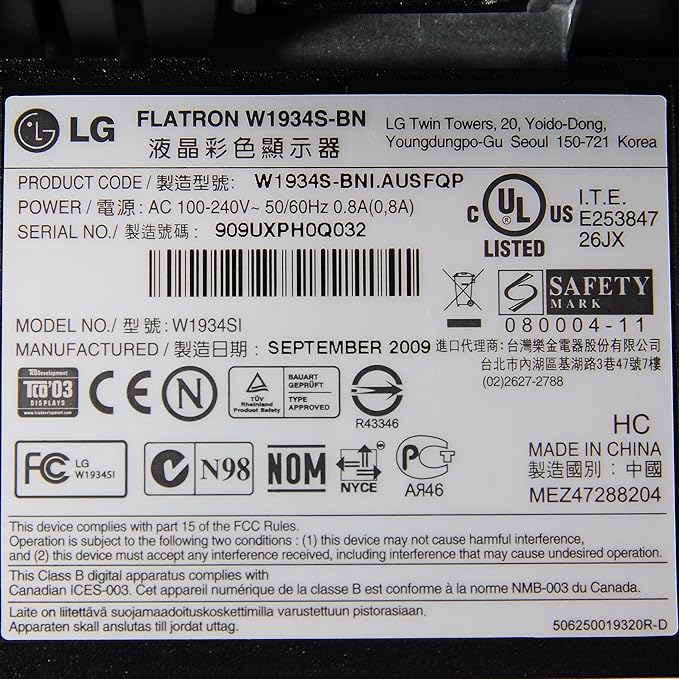 LG
FLATRON W1934S-BN
液晶彩色顯示器
LG Twin Towers, 20, Yoido-Dong,
Youngdungpo-Gu Seoul 150-721 Korea
PRODUCT CODE / 製造型號: W1934S-BNI.AUSFQP
POWER / 電源: AC 100-240V~ 50/60Hz 0.8A(0,8A)
SERIAL NO./ 製造號碼: 909UXPH0Q032
C UL US
LISTED
I.T.E.
E253847
26JX
SAFETY
MARK
080004-11
MODEL NO./ 型號: W1934SI
MANUFACTURED / 製造日期: SEPTEMBER 2009
進口代理商: 台灣樂金電器股份有限公司
台北市內湖區基湖路3巷47號7樓
(02)2627-2788
TCO Development
TCO'03
DISPLAYS
www.tcodevelopment.com
CE
N
TÜV
Rheinland
Product Safety
BAUART
GEPRÜFT
TYPE
APPROVED
R43346
HC
MADE IN CHINA
製造國別: 中國
MEZ47288204
FC LG
W1934SI
N98
NOM
NYCE
PCT
АЯ46
This device complies with part 15 of the FCC Rules.
Operation is subject to the following two conditions : (1) this device may not cause harmful interference,
and (2) this device must accept any interference received, including interference that may cause undesired operation.
This Class B digital apparatus complies with
Canadian ICES-003. Cet appareil numérique de la classe B est conforme à la norme NMB-003 du Canada.
Laite on liitettävä suojamaadoituskoskettimilla varustettuun pistorasiaan.
Apparaten skall anslutas till jordat uttag.
506250019320R-D